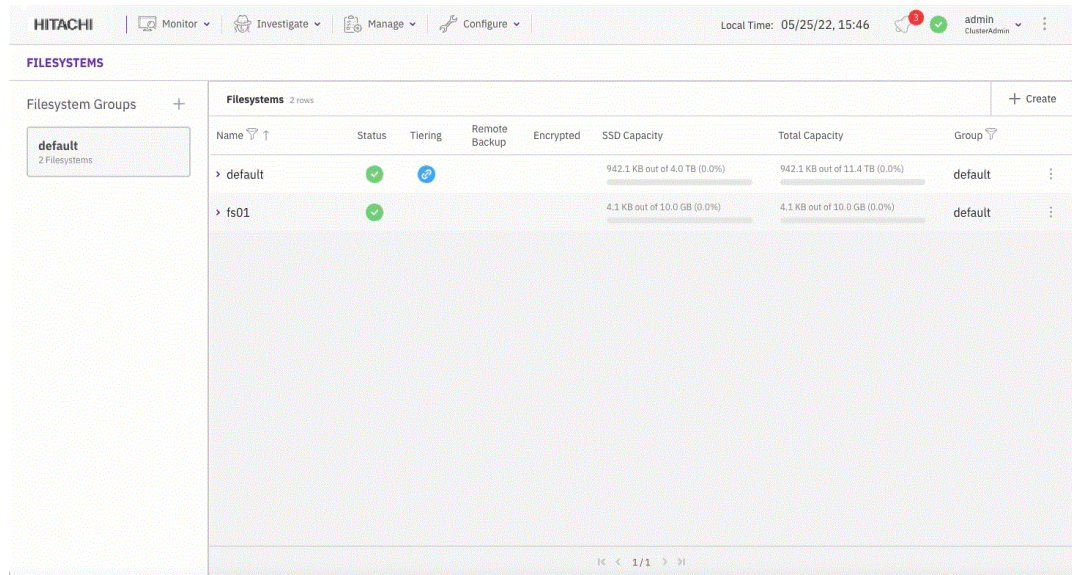 HITACHI Monitor Investigate Manage Configure Local Time: 05/25/22, 15:46 3 admin
ClusterAdmin
FILESYSTEMS
Filesystem Groups
default
2 Filesystems
Filesystems 2 rows + Create
Name Status Tiering Remote Backup Encrypted SSD Capacity Total Capacity Group
default 942.1 KB out of 4.0 TB (0.0%) 942.1 KB out of 11.4 TB (0.0%) default
fs01 4.1 KB out of 10.0 GB (0.0%) 4.1 KB out of 10.0 GB (0.0%) default
1/1